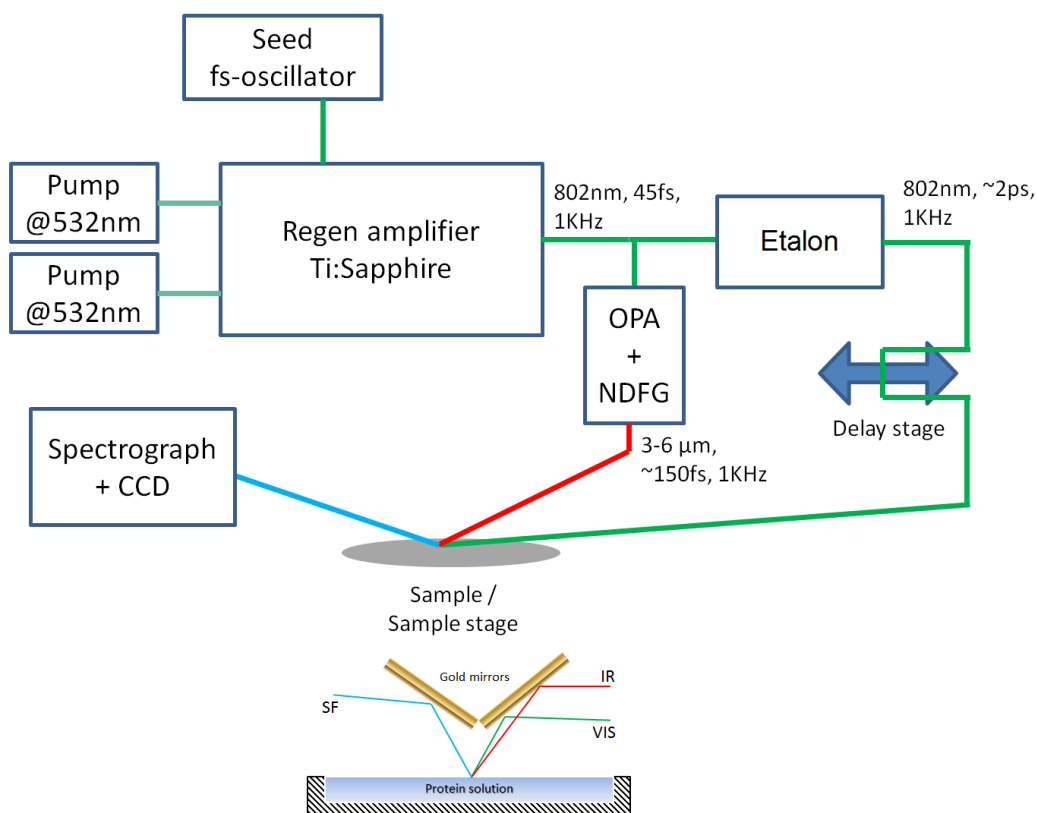 Seed
fs-oscillator
Pump
@532nm
Pump
@532nm
Regen amplifier
Ti:Sapphire
802nm, 45fs,
1KHz
Etalon
802nm, ~2ps,
1KHz
OPA
+
NDFG
Delay stage
3-6 µm,
~150fs, 1KHz
Spectrograph
+ CCD
Sample /
Sample stage
Gold mirrors
IR
SF
VIS
Protein solution